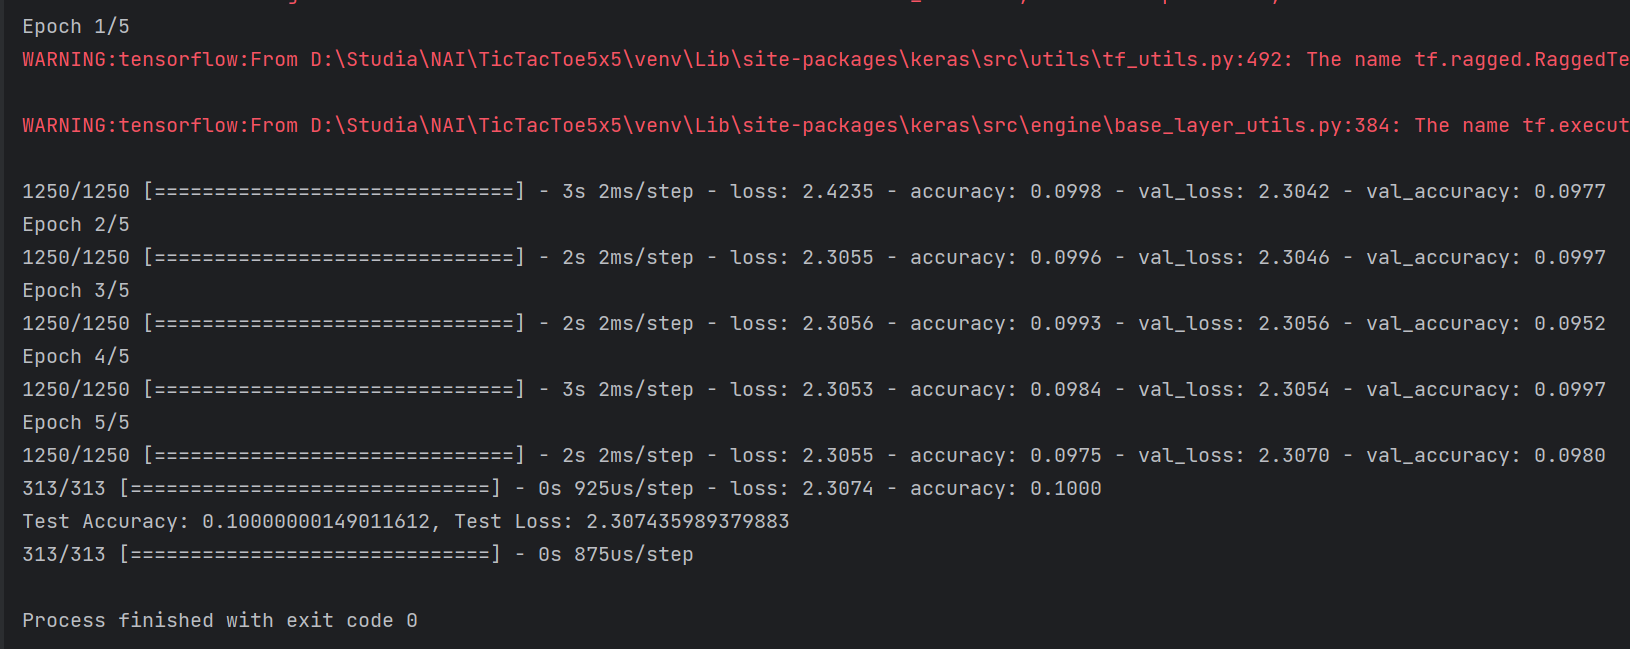 Epoch 1/5
WARNING:tensorflow:From D:\Studia\NAI\TicTacToe5x5\venv\Lib\site-packages\keras\src\utils\tf_utils.py:492: The name tf.ragged.RaggedTe
WARNING:tensorflow:From D:\Studia\NAI\TicTacToe5x5\venv\Lib\site-packages\keras\src\engine\base_layer_utils.py:384: The name tf.execut
1250/1250 [==============================] - 3s 2ms/step - loss: 2.4235 - accuracy: 0.0998 - val_loss: 2.3042 - val_accuracy: 0.0977
Epoch 2/5
1250/1250 [==============================] - 2s 2ms/step - loss: 2.3055 - accuracy: 0.0996 - val_loss: 2.3046 - val_accuracy: 0.0997
Epoch 3/5
1250/1250 [==============================] - 2s 2ms/step - loss: 2.3056 - accuracy: 0.0993 - val_loss: 2.3056 - val_accuracy: 0.0952
Epoch 4/5
1250/1250 [==============================] - 3s 2ms/step - loss: 2.3053 - accuracy: 0.0984 - val_loss: 2.3054 - val_accuracy: 0.0997
Epoch 5/5
1250/1250 [==============================] - 2s 2ms/step - loss: 2.3055 - accuracy: 0.0975 - val_loss: 2.3070 - val_accuracy: 0.0980
313/313 [==============================] - 0s 925us/step - loss: 2.3074 - accuracy: 0.1000
Test Accuracy: 0.10000000149011612, Test Loss: 2.307435989379883
313/313 [==============================] - 0s 875us/step
Process finished with exit code 0